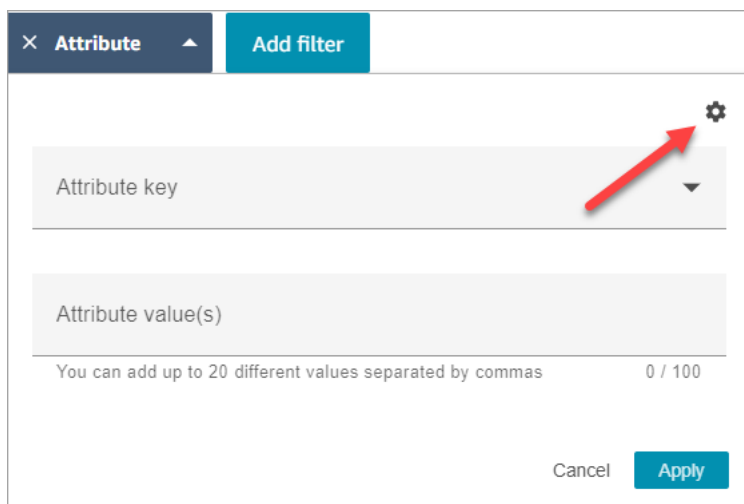 × Attribute
Add filter
Attribute key
Attribute value(s)
You can add up to 20 different values separated by commas 0 / 100
Cancel Apply